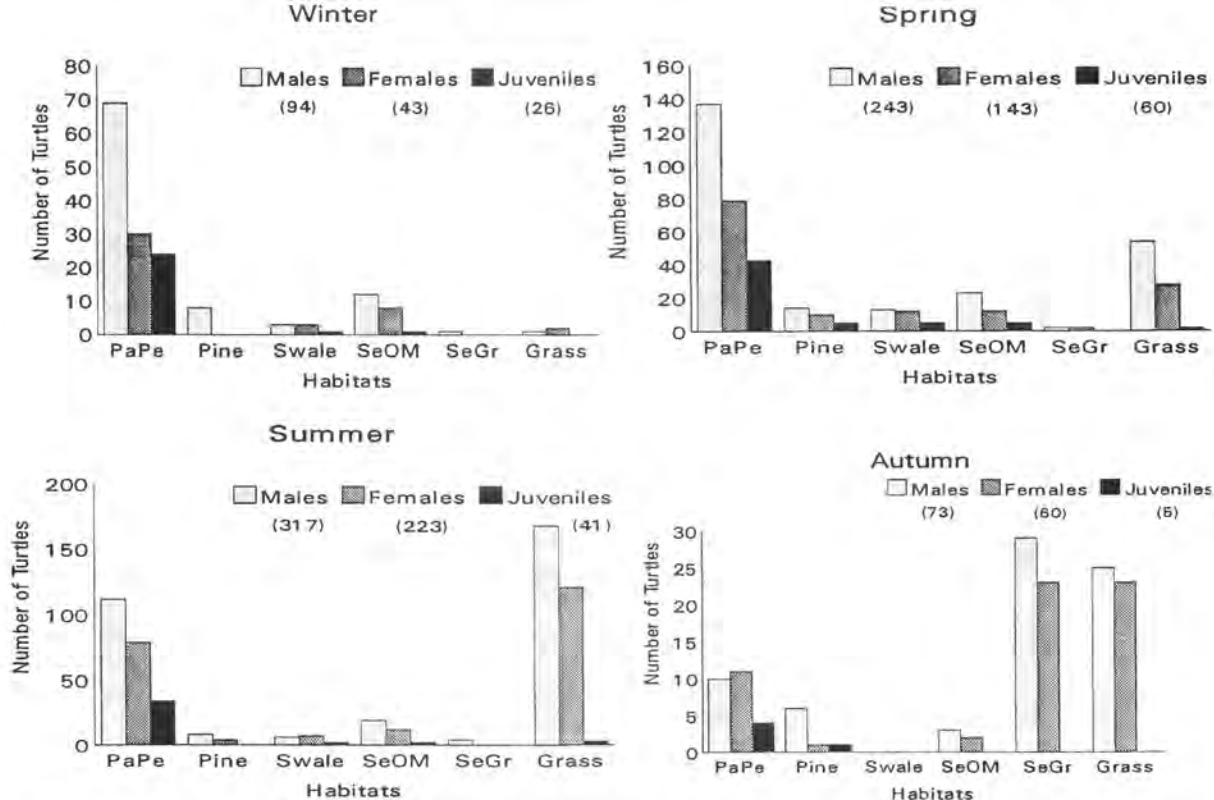 Winter
Number of Turtles
80
70
60
50
40
30
20
10
0
Males Females Juveniles
(94) (43) (26)
PaPe Pine Swale SeOM SeGr Grass
Habitats
Spring
Number of Turtles
160
140
120
100
80
60
40
20
0
Males Females Juveniles
(243) (143) (60)
PaPe Pine Swale SeOM SeGr Grass
Habitats
Summer
Number of Turtles
200
150
100
50
0
Males Females Juveniles
(317) (223) (41)
PaPe Pine Swale SeOM SeGr Grass
Habitats
Autumn
Number of Turtles
30
25
20
15
10
5
0
Males Females Juveniles
(73) (60) (5)
PaPe Pine Swale SeOM SeGr Grass
Habitats